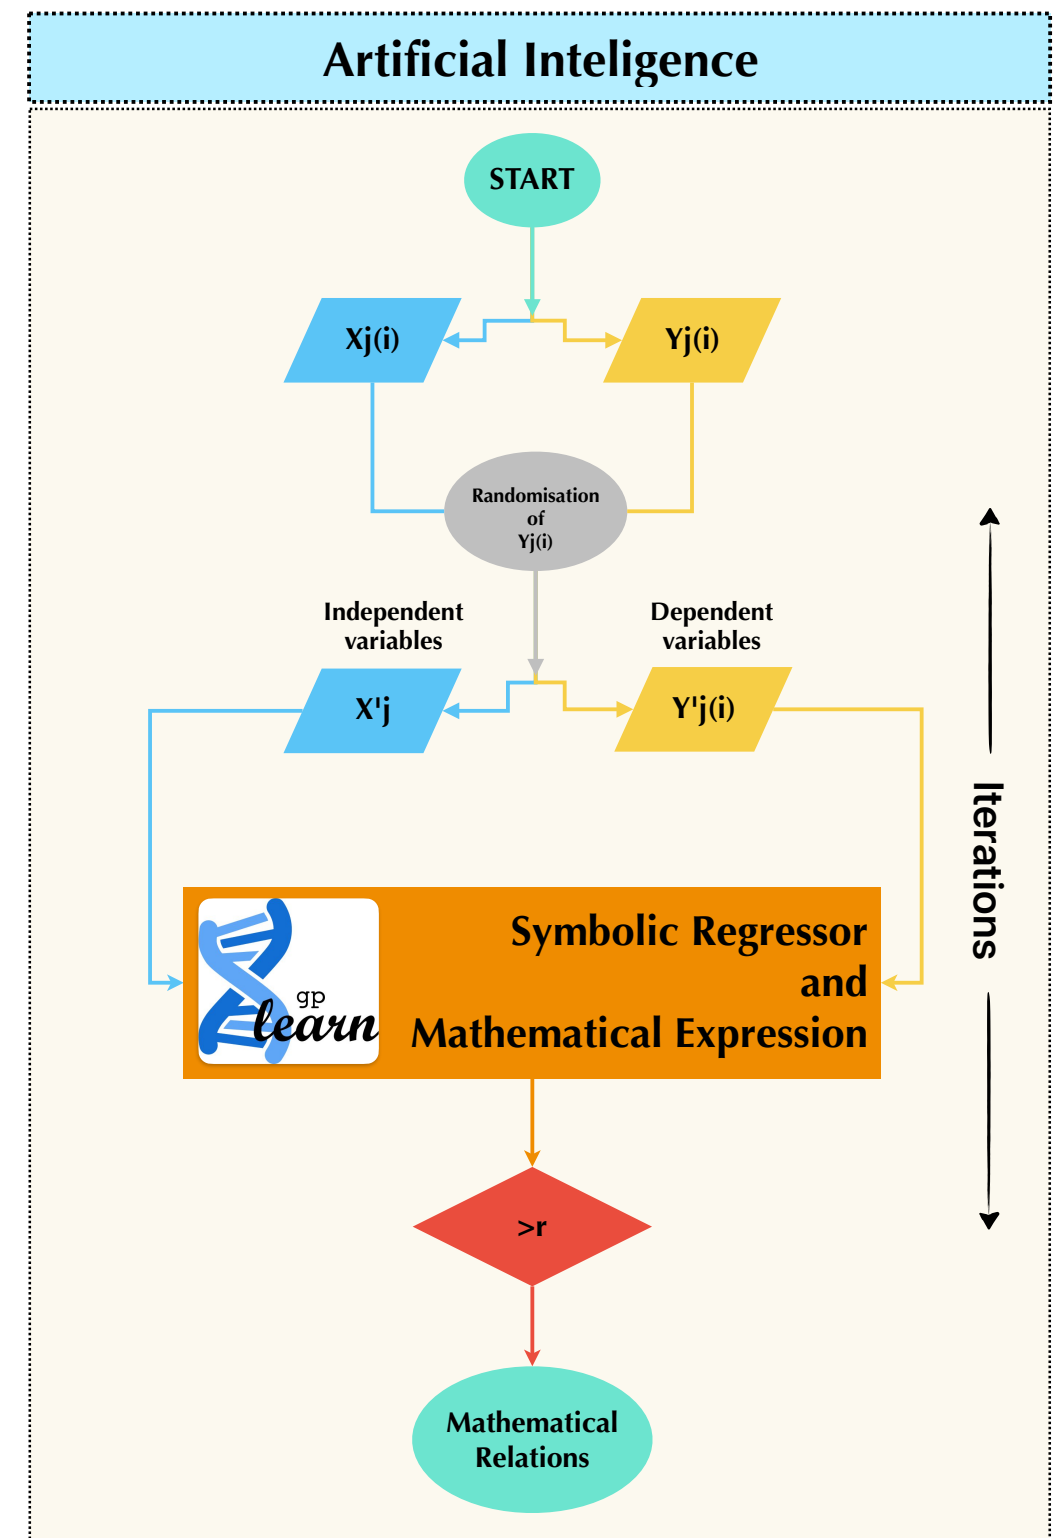 Artificial Inteligence
START
Xj(i)
Yj(i)
Randomisation
of
Yj(i)
Independent
variables
Dependent
variables
X'j
Y'j(i)
Iterations
gp
learn
Symbolic Regressor
and
Mathematical Expression
>r
Mathematical
Relations